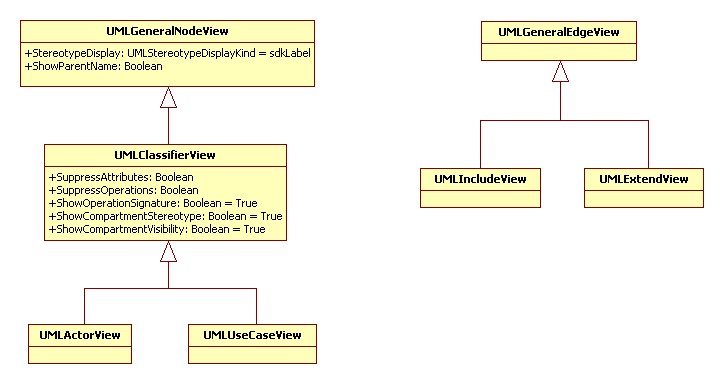 UMLGeneralNodeView
+StereotypeDisplay: UMLStereotypeDisplayKind = sdkLabel
+ShowParentName: Boolean
UMLClassifierView
+SuppressAttributes: Boolean
+SuppressOperations: Boolean
+ShowOperationSignature: Boolean = True
+ShowCompartmentStereotype: Boolean = True
+ShowCompartmentVisibility: Boolean = True
UMLActorView
UMLUseCaseView
UMLGeneralEdgeView
UMLIncludeView
UMLExtendView